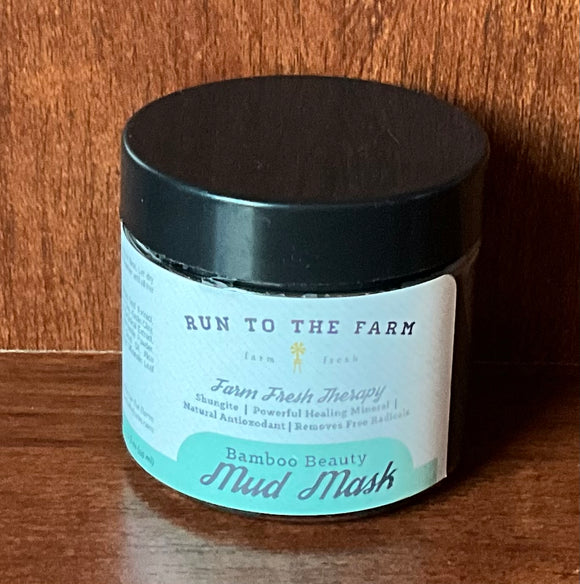 RUN TO THE FARM
farm fresh
Farm Fresh Therapy
Shungite | Powerful Healing Mineral |
Natural Antioxodant | Removes Free Radicals
Bamboo Beauty
Mud Mask